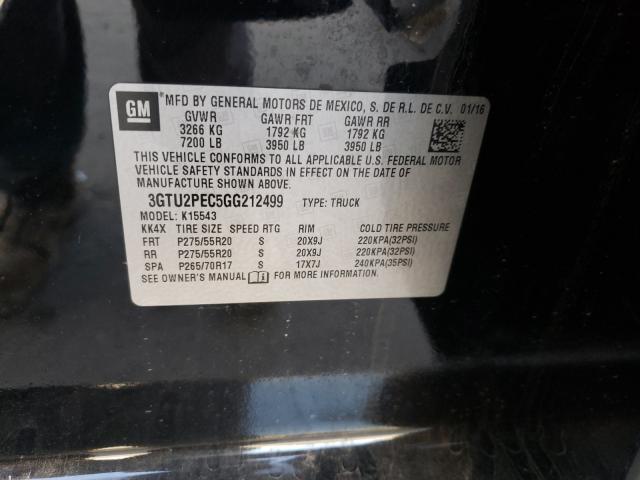 GM
MFD BY GENERAL MOTORS DE MEXICO, S. DE R.L. DE C.V. 01/16
GVWR GAWR FRT GAWR RR
3266 KG 1792 KG 1792 KG
7200 LB 3950 LB 3950 LB
THIS VEHICLE CONFORMS TO ALL APPLICABLE U.S. FEDERAL MOTOR
VEHICLE SAFETY STANDARDS IN EFFECT ON THE DATE OF
MANUFACTURE SHOWN ABOVE.
3GTU2PEC5GG212499 TYPE: TRUCK
MODEL: K15543
KK4X TIRE SIZE SPEED RTG RIM COLD TIRE PRESSURE
FRT P275/55R20 S 20X9J 220KPA(32PSI)
RR P275/55R20 S 20X9J 220KPA(32PSI)
SPA P265/70R17 S 17X7J 240KPA(35PSI)
SEE OWNER'S MANUAL FOR MORE INFORMATION.